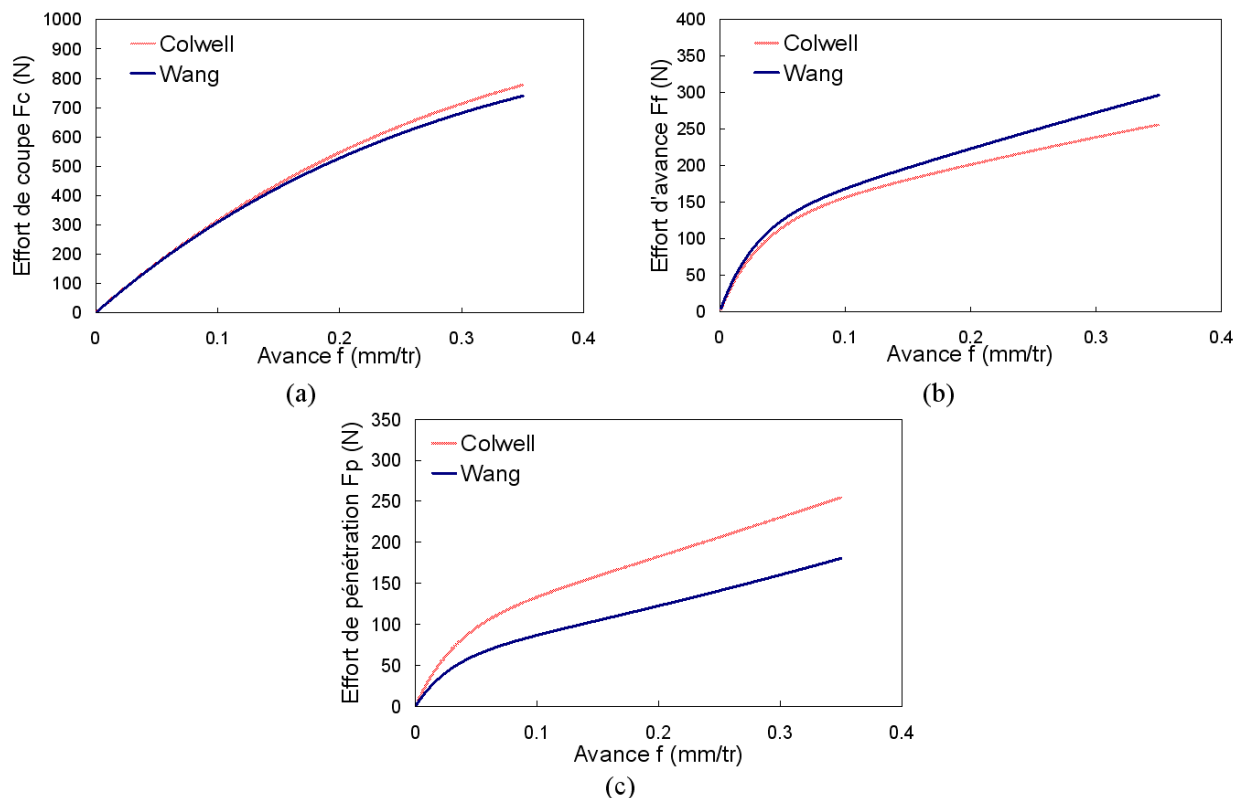 Effort de coupe Fc (N)
1000
900
800
700
600
500
400
300
200
100
0
Colwell
Wang
0 0.1 0.2 0.3 0.4
Avance f (mm/tr)
(a)
Effort d'avance Ff (N)
400
350
300
250
200
150
100
50
0
Colwell
Wang
0 0.1 0.2 0.3 0.4
Avance f (mm/tr)
(b)
Effort de pénétration Fp (N)
350
300
250
200
150
100
50
0
Colwell
Wang
0 0.1 0.2 0.3 0.4
Avance f (mm/tr)
(c)